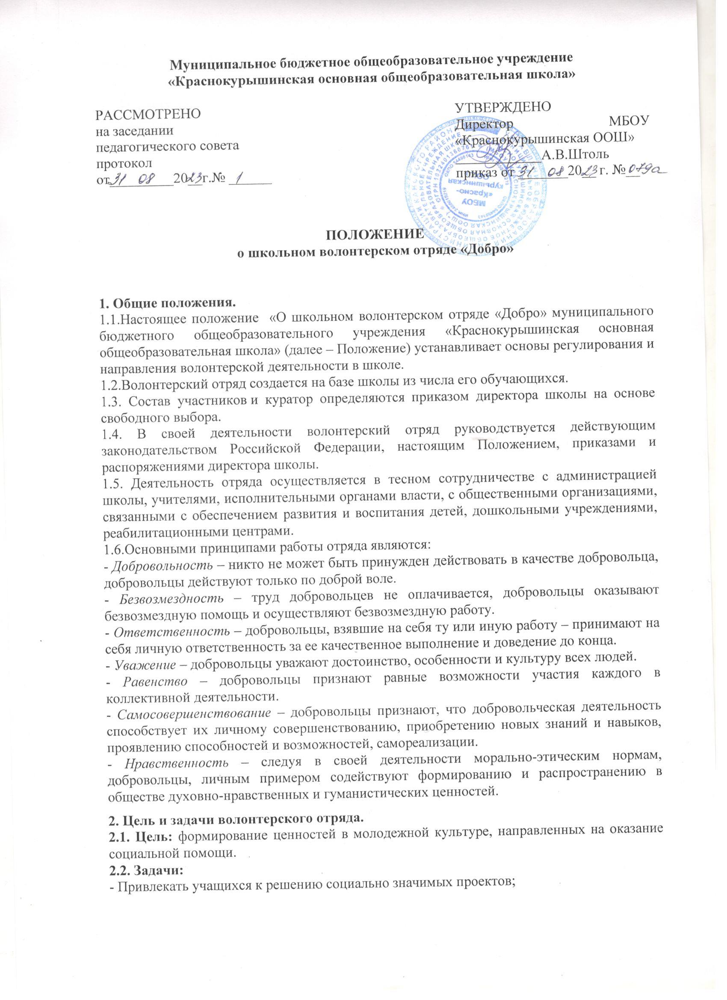 Муниципальное бюджетное общеобразовательное учреждение
«Краснокурышинская основная общеобразовательная школа»
РАССМОТРЕНО
на заседании
педагогического совета
протокол
от 31 08 2023г.№ 1
УТВЕРЖДЕНО
Директор МБОУ
«Краснокурышинская ООШ»
А.В.Штоль
приказ от 31 08 2023 г. № 079а
МБОУ
«Красно-
курышинская
ООШ»
ПОЛОЖЕНИЕ
о школьном волонтерском отряде «Добро»
1. Общие положения.
1.1.Настоящее положение «О школьном волонтерском отряде «Добро» муниципального
бюджетного общеобразовательного учреждения «Краснокурышинская основная
общеобразовательная школа» (далее – Положение) устанавливает основы регулирования и
направления волонтерской деятельности в школе.
1.2.Волонтерский отряд создается на базе школы из числа его обучающихся.
1.3. Состав участников и куратор определяются приказом директора школы на основе
свободного выбора.
1.4. В своей деятельности волонтерский отряд руководствуется действующим
законодательством Российской Федерации, настоящим Положением, приказами и
распоряжениями директора школы.
1.5. Деятельность отряда осуществляется в тесном сотрудничестве с администрацией
школы, учителями, исполнительными органами власти, с общественными организациями,
связанными с обеспечением развития и воспитания детей, дошкольными учреждениями,
реабилитационными центрами.
1.6.Основными принципами работы отряда являются:
- Добровольность – никто не может быть принужден действовать в качестве добровольца,
добровольцы действуют только по доброй воле.
- Безвозмездность – труд добровольцев не оплачивается, добровольцы оказывают
безвозмездную помощь и осуществляют безвозмездную работу.
- Ответственность – добровольцы, взявшие на себя ту или иную работу – принимают на
себя личную ответственность за ее качественное выполнение и доведение до конца.
- Уважение – добровольцы уважают достоинство, особенности и культуру всех людей.
- Равенство – добровольцы признают равные возможности участия каждого в
коллективной деятельности.
- Самосовершенствование – добровольцы признают, что добровольческая деятельность
способствует их личному совершенствованию, приобретению новых знаний и навыков,
проявлению способностей и возможностей, самореализации.
- Нравственность – следуя в своей деятельности морально-этическим нормам,
добровольцы, личным примером содействуют формированию и распространению в
обществе духовно-нравственных и гуманистических ценностей.
2. Цель и задачи волонтерского отряда.
2.1. Цель: формирование ценностей в молодежной культуре, направленных на оказание
социальной помощи.
2.2. Задачи:
- Привлекать учащихся к решению социально значимых проектов;